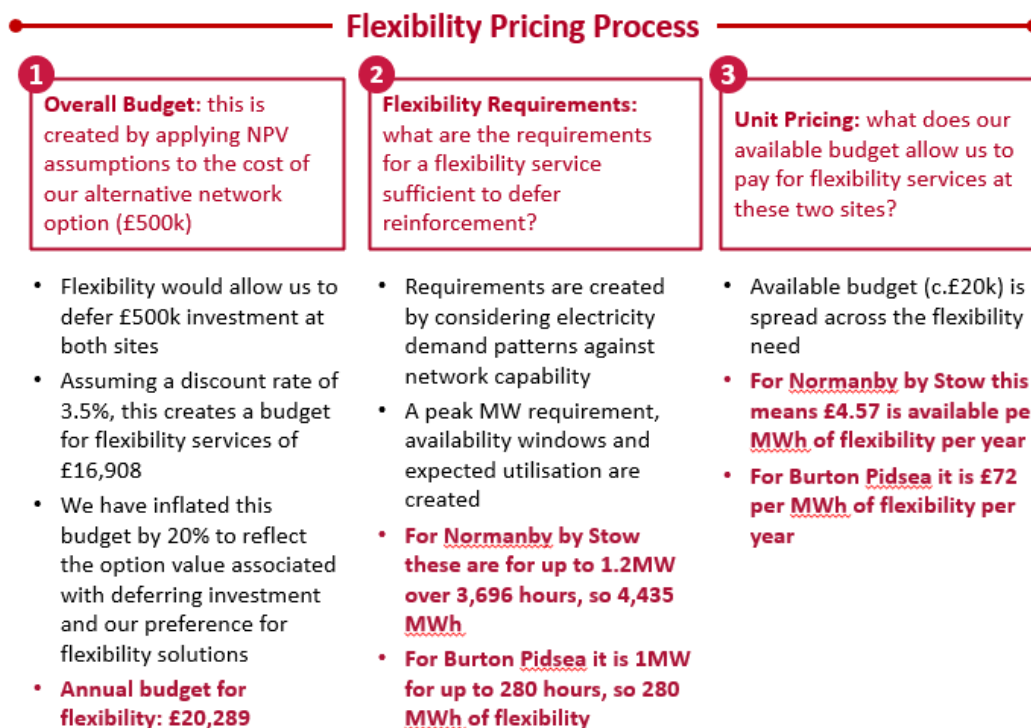 Flexibility Pricing Process
1
Overall Budget: this is
created by applying NPV
assumptions to the cost of
our alternative network
option (£500k)
• Flexibility would allow us to
defer £500k investment at
both sites
• Assuming a discount rate of
3.5%, this creates a budget
for flexibility services of
£16,908
• We have inflated this
budget by 20% to reflect
the option value associated
with deferring investment
and our preference for
flexibility solutions
• Annual budget for
flexibility: £20,289
2
Flexibility Requirements:
what are the requirements
for a flexibility service
sufficient to defer
reinforcement?
• Requirements are created
by considering electricity
demand patterns against
network capability
• A peak MW requirement,
availability windows and
expected utilisation are
created
• For Normanby by Stow
these are for up to 1.2MW
over 3,696 hours, so 4,435
MWh
• For Burton Pidsea it is 1MW
for up to 280 hours, so 280
MWh of flexibility
3
Unit Pricing: what does our
available budget allow us to
pay for flexibility services at
these two sites?
• Available budget (c.£20k) is
spread across the flexibility
need
• For Normanby by Stow this
means £4.57 is available pe
MWh of flexibility per year
• For Burton Pidsea it is £72
per MWh of flexibility per
year